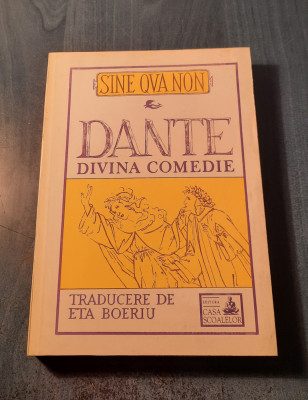 SINE QVA NON
DANTE
DIVINA COMEDIE
TRADUCERE DE
ETA BOERIU
EDITURA
CASA
ȘCOALELOR